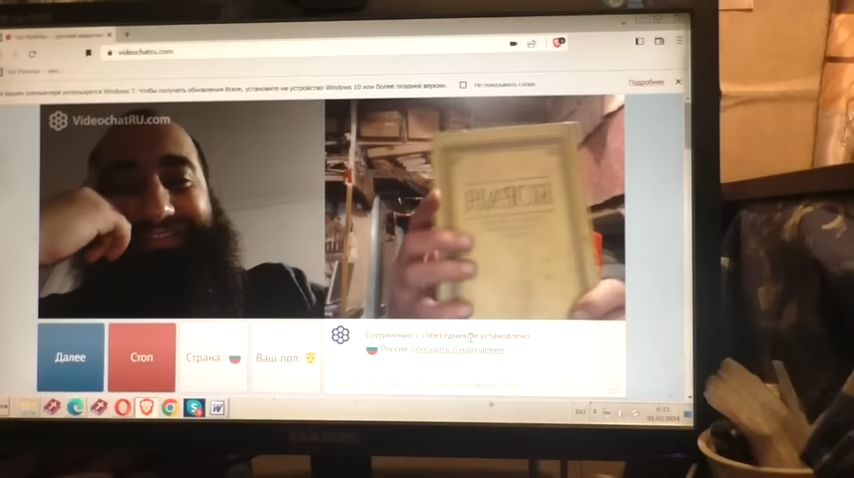 videochatru.com
вашем компьютере используется Windows 7. Чтобы получать обновления Brave, установите на устройство Windows 10 или более поздней версии.
Не показывать снова
Подробнее
VideochatRU.com
Соединение с собеседником установлено
Россия Сообщить о нарушении
Далее
Стоп
Страна:
Ваш пол:
RU
6:13
SAMSUNG